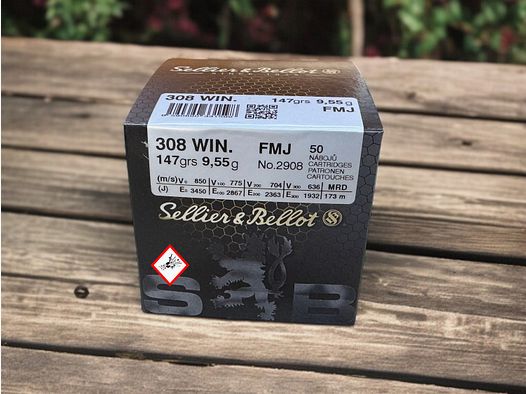 Sellier & Bellot S&B
308 WIN. 147grs 9,55g
FMJ
308 WIN. FMJ 50
147grs 9,55g No.2908
NÁBOJŮ
CARTRIDGES
PATRONEN
CARTOUCHES
(m/s) V0 850 V100 775 V200 704 V300 636 MRD
(J) E0 3450 E100 2867 E200 2363 E300 1932 173 m
Sellier & Bellot
S B